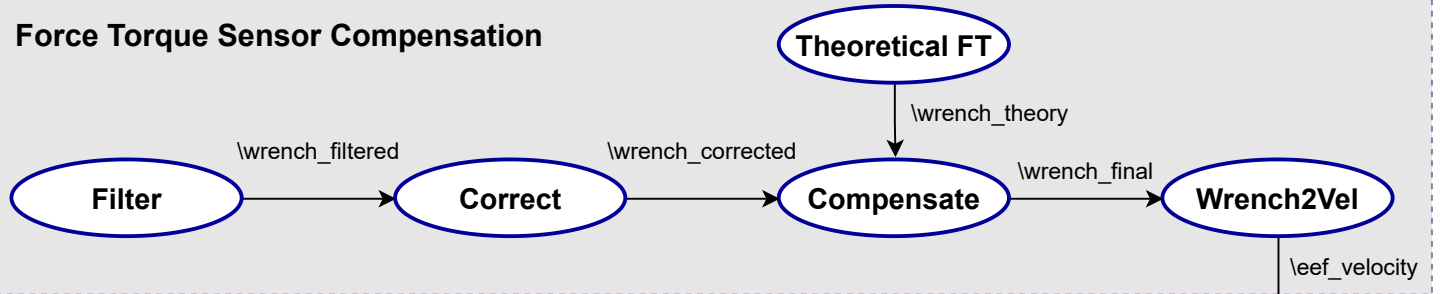 Force Torque Sensor Compensation
Theoretical FT
\wrench_theory
\wrench_filtered
\wrench_corrected
\wrench_final
Filter
Correct
Compensate
Wrench2Vel
\eef_velocity